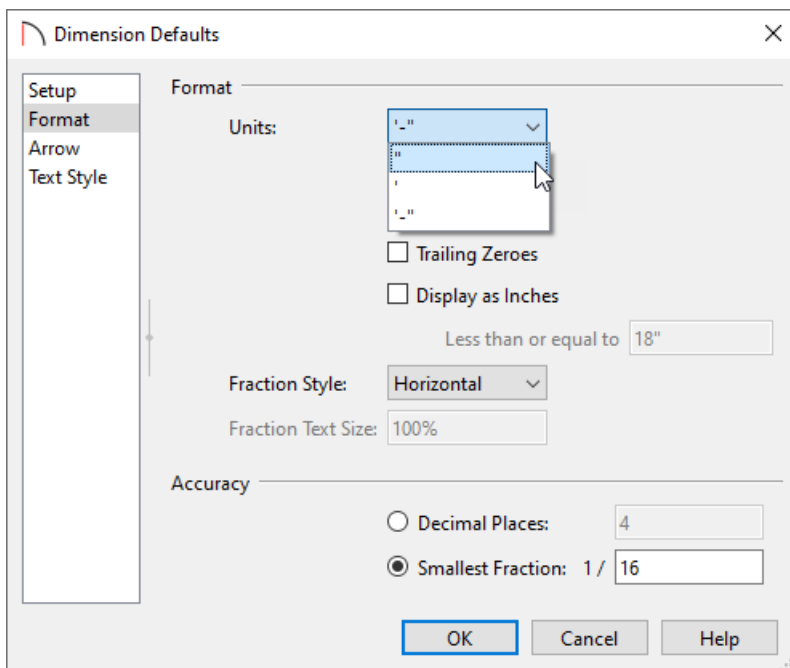 Dimension Defaults
Setup
Format
Arrow
Text Style
Format
Units: '-"
"
'
'-"
Trailing Zeroes
Display as Inches
Less than or equal to 18"
Fraction Style: Horizontal
Fraction Text Size: 100%
Accuracy
Decimal Places: 4
Smallest Fraction: 1 / 16
OK Cancel Help